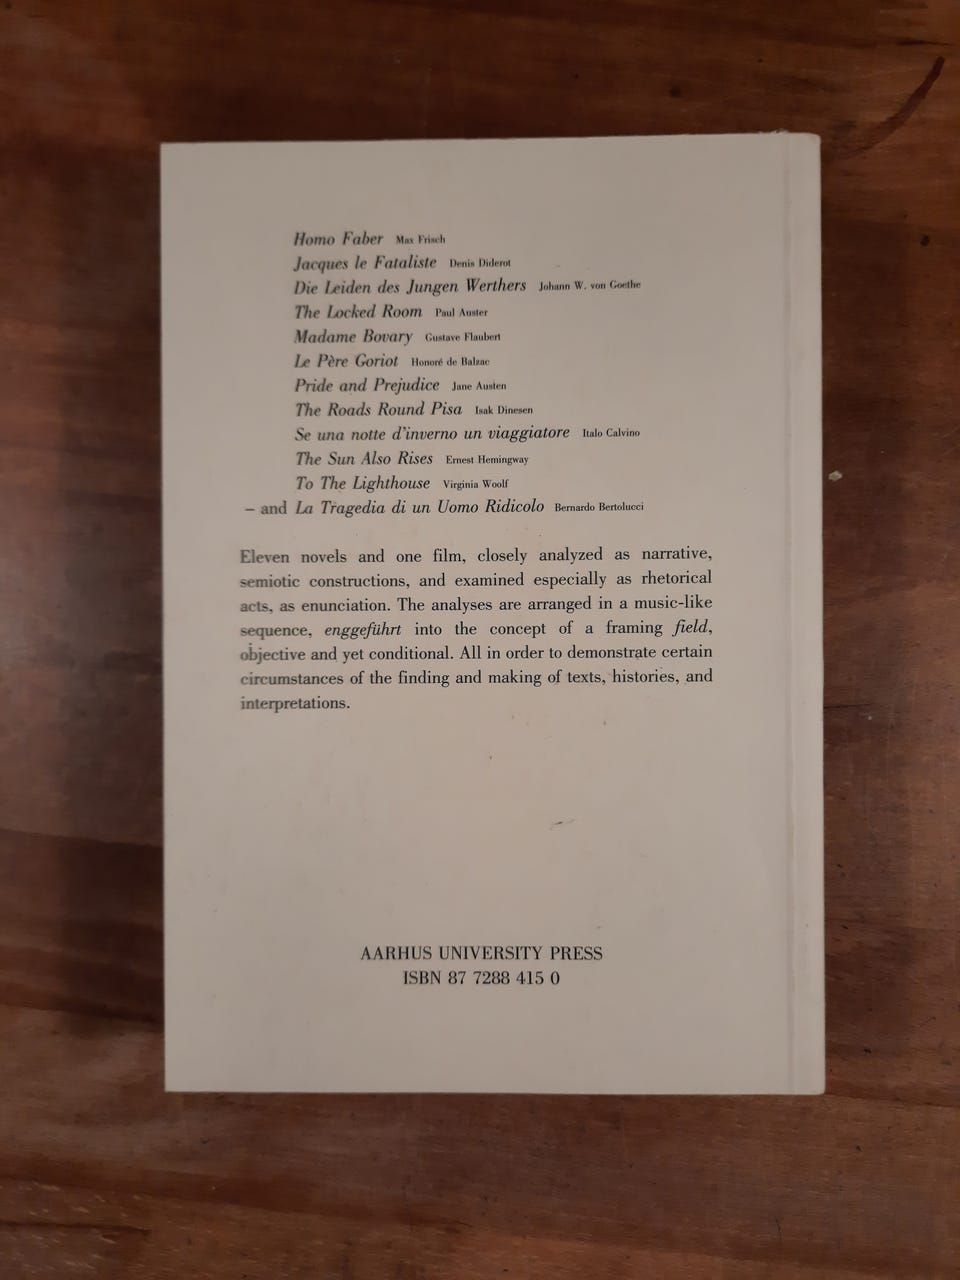 Homo Faber Max Frisch
Jacques le Fataliste Denis Diderot
Die Leiden des Jungen Werthers Johann W. von Goethe
The Locked Room Paul Auster
Madame Bovary Gustave Flaubert
Le Père Goriot Honoré de Balzac
Pride and Prejudice Jane Austen
The Roads Round Pisa Isak Dinesen
Se una notte d'inverno un viaggiatore Italo Calvino
The Sun Also Rises Ernest Hemingway
To The Lighthouse Virginia Woolf
– and La Tragedia di un Uomo Ridicolo Bernardo Bertolucci
Eleven novels and one film, closely analyzed as narrative,
semiotic constructions, and examined especially as rhetorical
acts, as enunciation. The analyses are arranged in a music-like
sequence, enggeführt into the concept of a framing field,
objective and yet conditional. All in order to demonstrate certain
circumstances of the finding and making of texts, histories, and
interpretations.
AARHUS UNIVERSITY PRESS
ISBN 87 7288 415 0